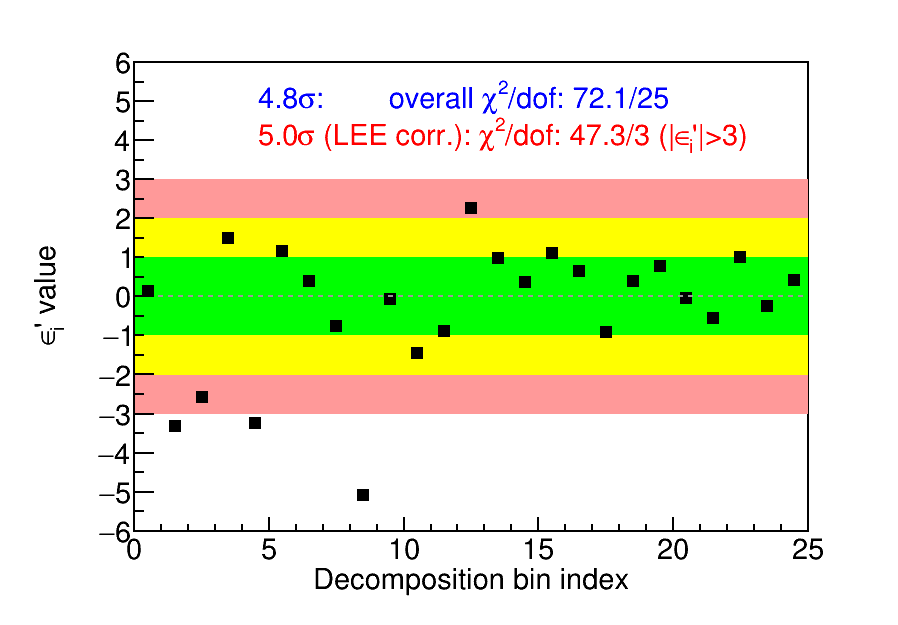 4.8σ: overall χ²/dof: 72.1/25
5.0σ (LEE corr.): χ²/dof: 47.3/3 (|ϵᵢ'|>3)
6
5
4
3
2
1
0
−1
−2
−3
−4
−5
−6
ϵᵢ' value
0 5 10 15 20 25
Decomposition bin index